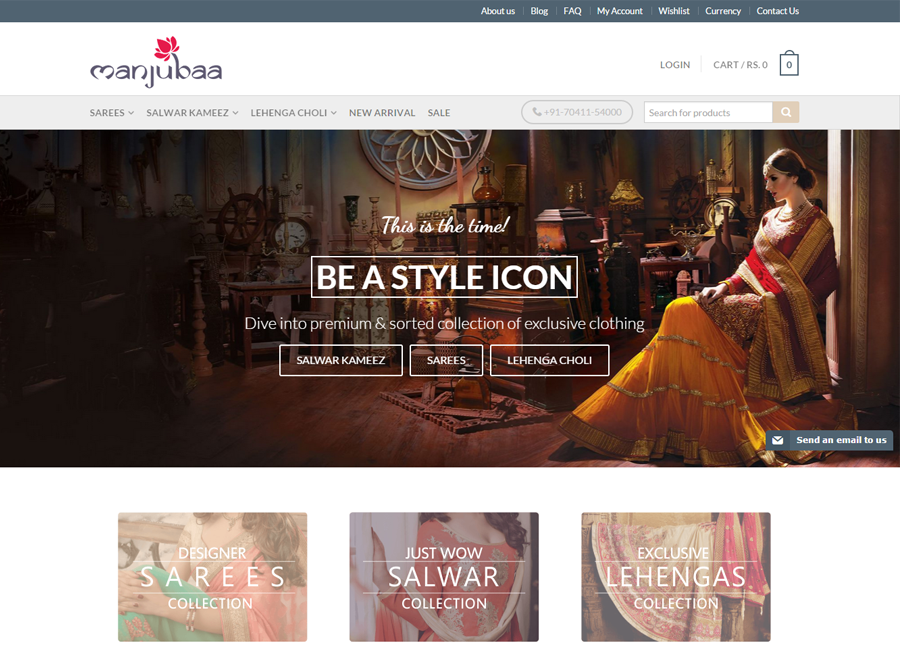 About us Blog FAQ My Account Wishlist Currency Contact Us
manjubaa
LOGIN CART / RS. 0 0
SAREES SALWAR KAMEEZ LEHENGA CHOLI NEW ARRIVAL SALE +91-70411-54000 Search for products
This is the time!
BE A STYLE ICON
Dive into premium & sorted collection of exclusive clothing
SALWAR KAMEEZ SAREES LEHENGA CHOLI
Send an email to us
DESIGNER
SAREES
COLLECTION
JUST WOW
SALWAR
COLLECTION
EXCLUSIVE
LEHENGAS
COLLECTION